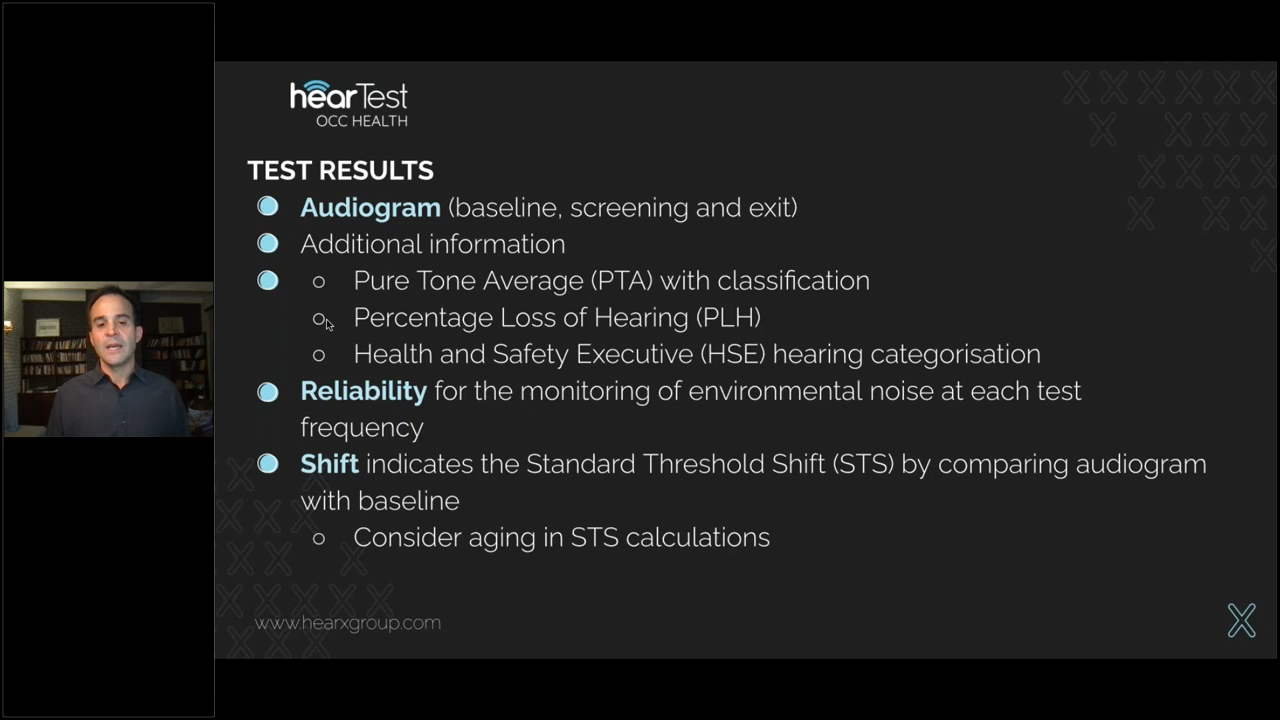 hearTest
OCC HEALTH
TEST RESULTS
Audiogram (baseline, screening and exit)
Additional information
Pure Tone Average (PTA) with classification
Percentage Loss of Hearing (PLH)
Health and Safety Executive (HSE) hearing categorisation
Reliability for the monitoring of environmental noise at each test
frequency
Shift indicates the Standard Threshold Shift (STS) by comparing audiogram
with baseline
Consider aging in STS calculations
www.hearxgroup.com